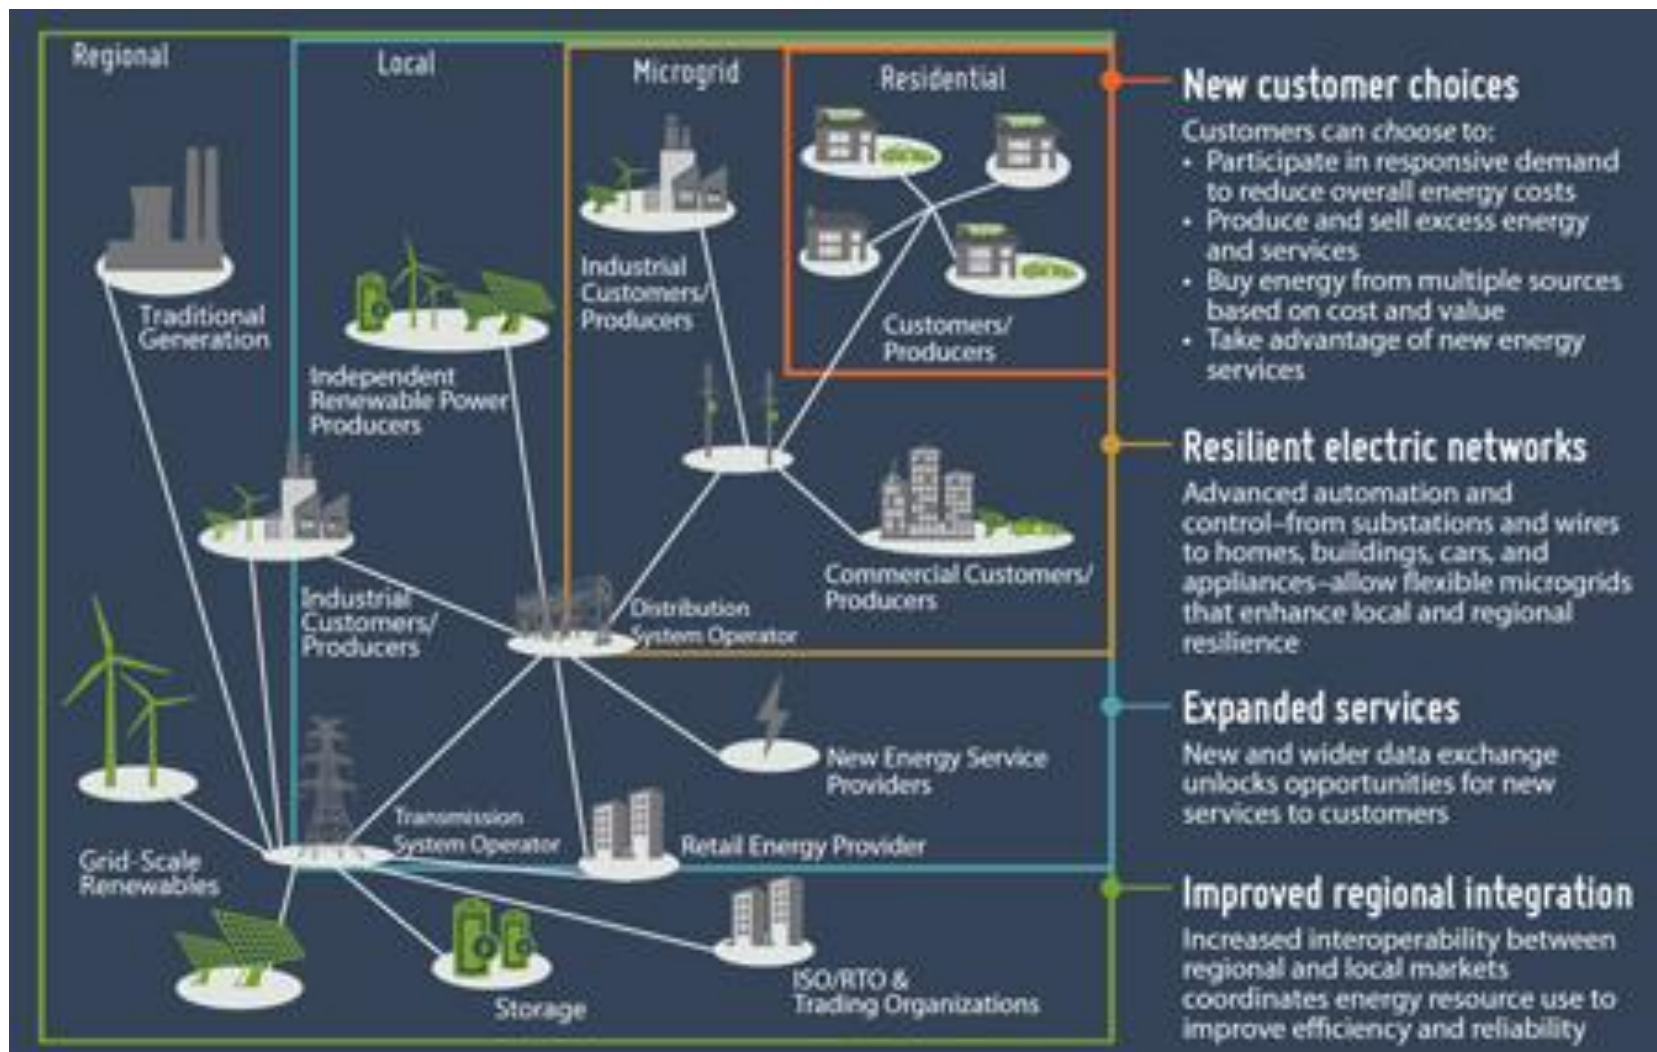 Regional
Local
Microgrid
Residential
Traditional
Generation
Independent
Renewable Power
Producers
Industrial
Customers/
Producers
Customers/
Producers
Commercial Customers/
Producers
Industrial
Customers/
Producers
Distribution
System Operator
New Energy Service
Providers
Transmission
System Operator
Retail Energy Provider
Grid-Scale
Renewables
Storage
ISO/RTO &
Trading Organizations
New customer choices
Customers can choose to:
• Participate in responsive demand
to reduce overall energy costs
• Produce and sell excess energy
and services
• Buy energy from multiple sources
based on cost and value
• Take advantage of new energy
services
Resilient electric networks
Advanced automation and
control–from substations and wires
to homes, buildings, cars, and
appliances–allow flexible microgrids
that enhance local and regional
resilience
Expanded services
New and wider data exchange
unlocks opportunities for new
services to customers
Improved regional integration
Increased interoperability between
regional and local markets
coordinates energy resource use to
improve efficiency and reliability